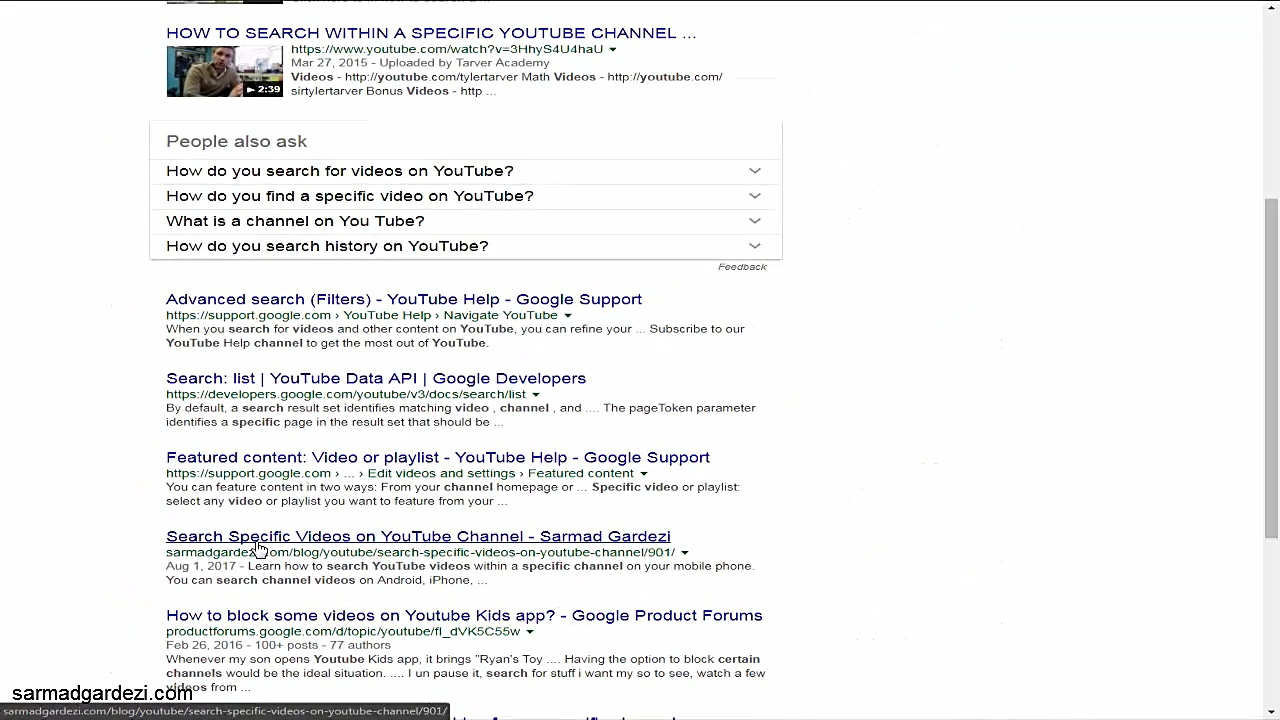 HOW TO SEARCH WITHIN A SPECIFIC YOUTUBE CHANNEL ...
https://www.youtube.com/watch?v=3HhyS4U4haU
Mar 27, 2015 - Uploaded by Tarver Academy
Videos - http://youtube.com/tylertarver Math Videos - http://youtube.com/
sirtylertarver Bonus Videos - http ...
2:39
People also ask
How do you search for videos on YouTube?
How do you find a specific video on YouTube?
What is a channel on You Tube?
How do you search history on YouTube?
Feedback
Advanced search (Filters) - YouTube Help - Google Support
https://support.google.com › YouTube Help › Navigate YouTube
When you search for videos and other content on YouTube, you can refine your ... Subscribe to our
YouTube Help channel to get the most out of YouTube.
Search: list | YouTube Data API | Google Developers
https://developers.google.com/youtube/v3/docs/search/list
By default, a search result set identifies matching video , channel , and .... The pageToken parameter
identifies a specific page in the result set that should be ...
Featured content: Video or playlist - YouTube Help - Google Support
https://support.google.com › ... › Edit videos and settings › Featured content
You can feature content in two ways: From your channel homepage or ... Specific video or playlist:
select any video or playlist you want to feature from your ...
Search Specific Videos on YouTube Channel - Sarmad Gardezi
sarmadgardezi.com/blog/youtube/search-specific-videos-on-youtube-channel/901/
Aug 1, 2017 - Learn how to search YouTube videos within a specific channel on your mobile phone.
You can search channel videos on Android, iPhone, ...
How to block some videos on Youtube Kids app? - Google Product Forums
productforums.google.com/d/topic/youtube/fI_dVK5C55w
Feb 26, 2016 - 100+ posts - 77 authors
Whenever my son opens Youtube Kids app, it brings "Ryan's Toy .... Having the option to block certain
channels would be the ideal situation. .... I un pause it, search for stuff i want my so to see, watch a few
videos from ...
sarmadgardezi.com
sarmadgardezi.com/blog/youtube/search-specific-videos-on-youtube-channel/901/